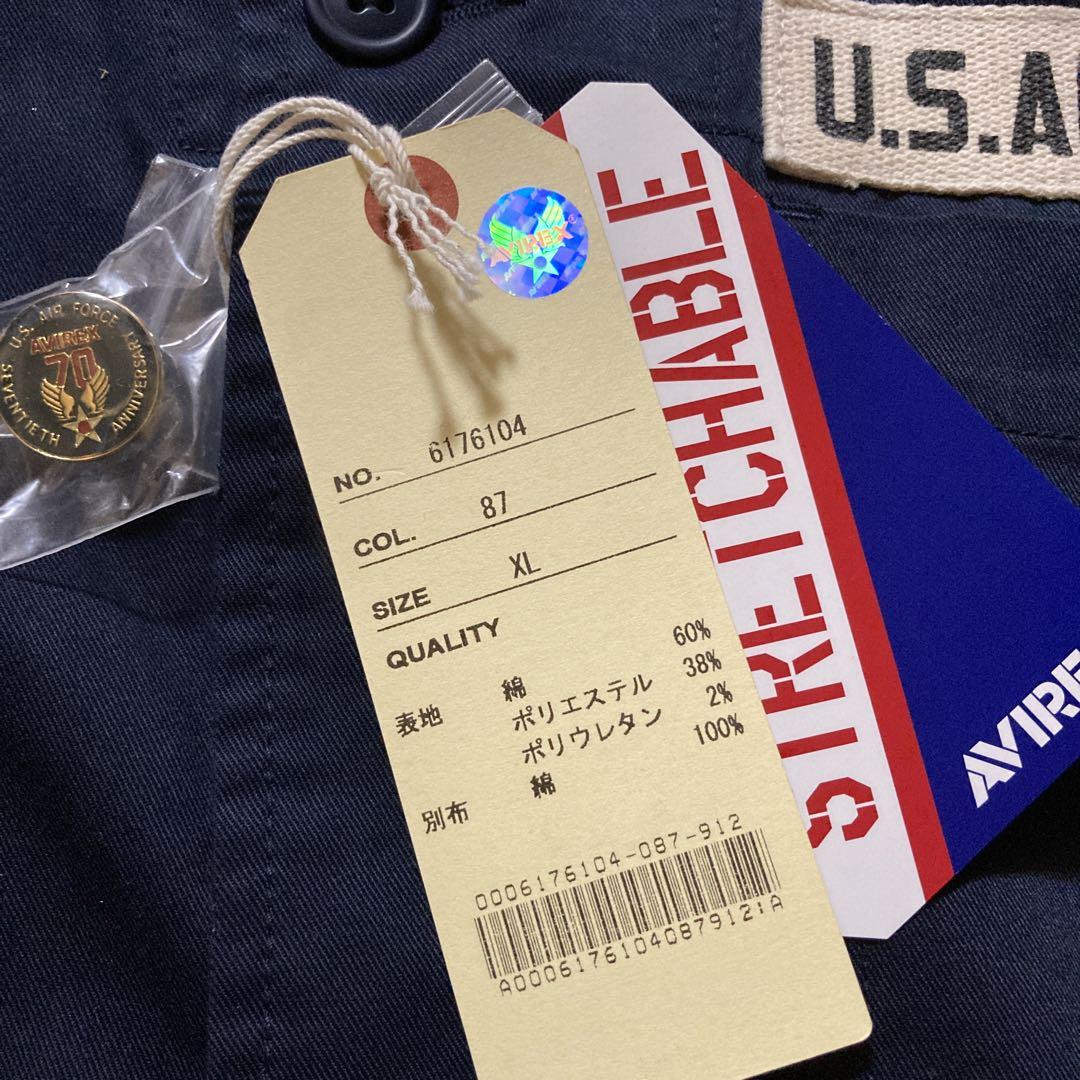 U.S.A
U.S. AIR FORCE
AVIREX
70
SEVENTIETH ANNIVERSARY
AVIREX
STRETCHABLE
AVIRE
NO. 6176104
COL. 87
SIZE XL
QUALITY
表地 綿 60%
ポリエステル 38%
ポリウレタン 2%
別布 綿 100%
0006176104-087-912
A0006176104087912:A